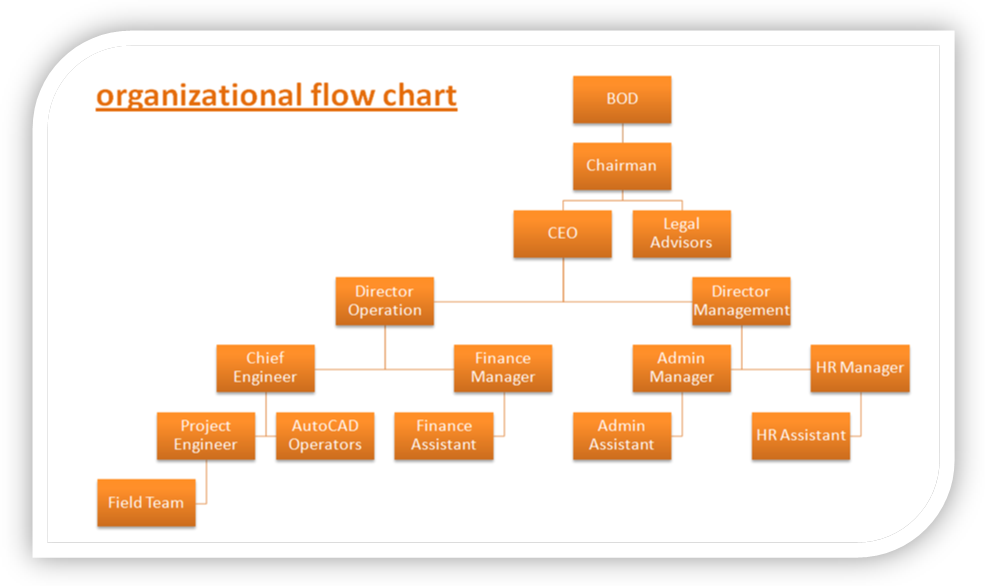 organizational flow chart
BOD
Chairman
CEO
Legal
Advisors
Director
Operation
Director
Management
Chief
Engineer
Finance
Manager
Admin
Manager
HR Manager
Project
Engineer
AutoCAD
Operators
Finance
Assistant
Admin
Assistant
HR Assistant
Field Team